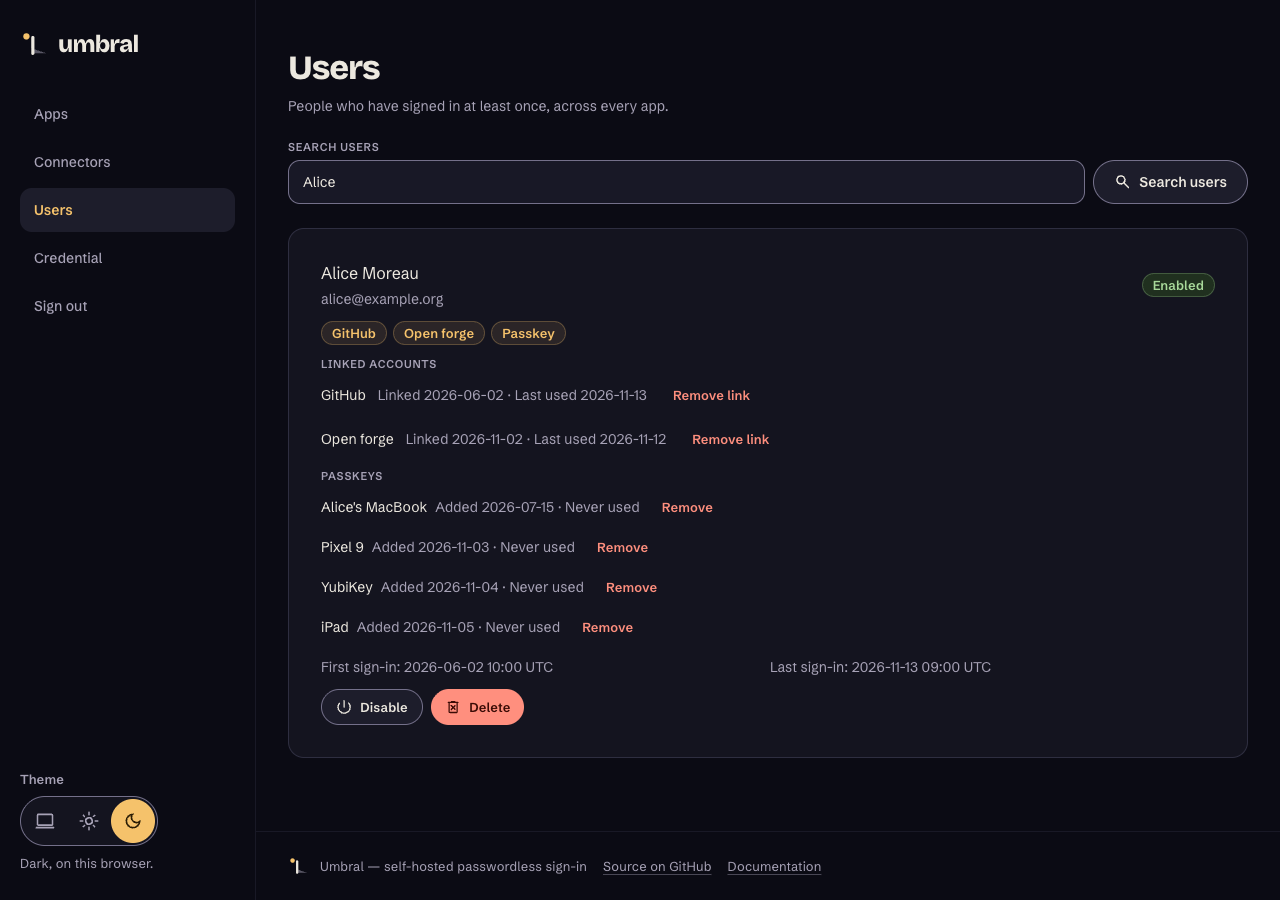 umbral
Apps
Connectors
Users
Credential
Sign out
Theme
Dark, on this browser.
Users
People who have signed in at least once, across every app.
SEARCH USERS
Alice
Search users
Alice Moreau
alice@example.org
Enabled
GitHub Open forge Passkey
LINKED ACCOUNTS
GitHub Linked 2026-06-02 · Last used 2026-11-13 Remove link
Open forge Linked 2026-11-02 · Last used 2026-11-12 Remove link
PASSKEYS
Alice's MacBook Added 2026-07-15 · Never used Remove
Pixel 9 Added 2026-11-03 · Never used Remove
YubiKey Added 2026-11-04 · Never used Remove
iPad Added 2026-11-05 · Never used Remove
First sign-in: 2026-06-02 10:00 UTC Last sign-in: 2026-11-13 09:00 UTC
Disable Delete
Umbral — self-hosted passwordless sign-in Source on GitHub Documentation